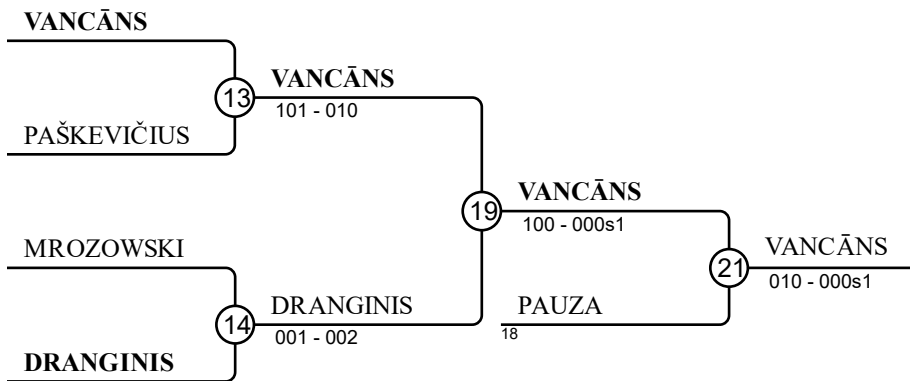 VANCĀNS
13
VANCĀNS
101 - 010
PAŠKEVIČIUS
19
VANCĀNS
100 - 000s1
MROZOWSKI
21
VANCĀNS
010 - 000s1
14
DRANGINIS
001 - 002
PAUZA
18
DRANGINIS